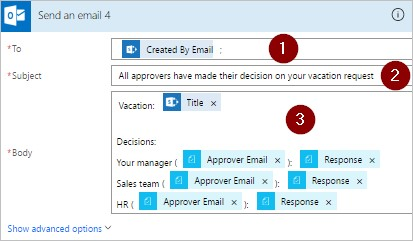 Send an email 4
*To
Created By Email × ;
1
*Subject
All approvers have made their decision on your vacation request
2
*Body
Vacation: Title ×
3
Decisions:
Your manager ( Approver Email × ): Response ×
Sales team ( Approver Email × ): Response ×
HR ( Approver Email × ): Response ×
Show advanced options